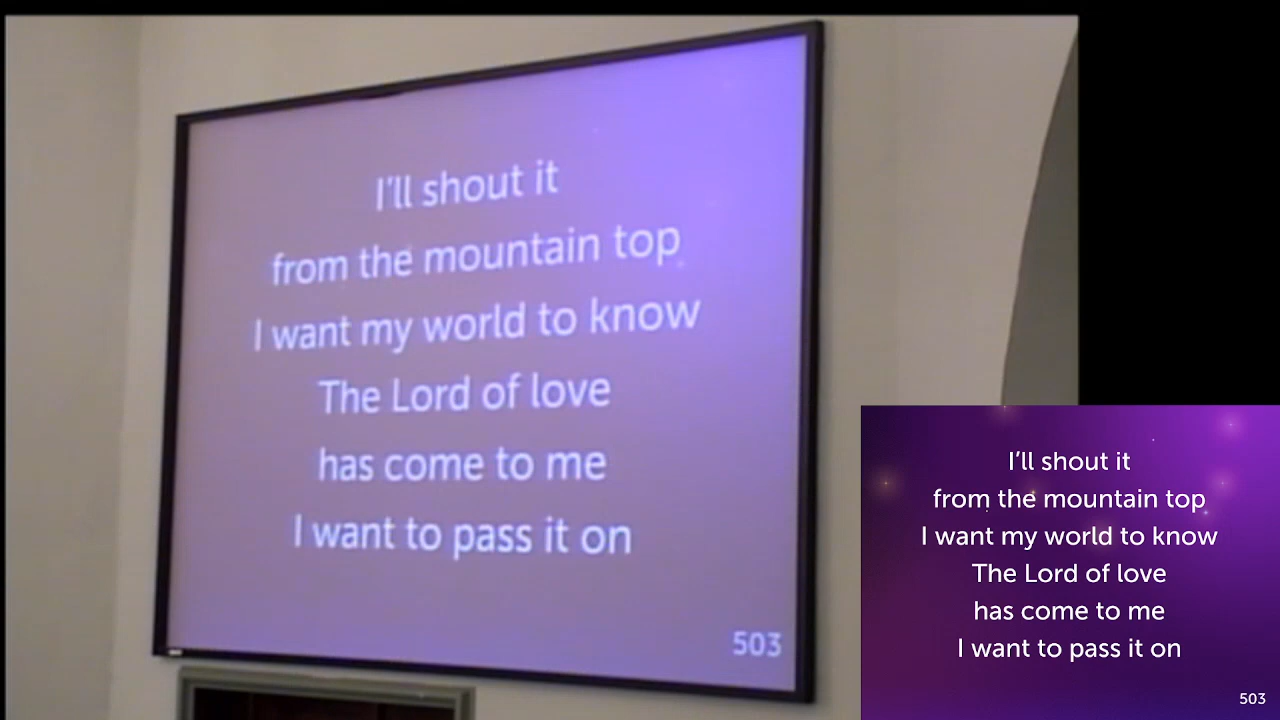 I'll shout it
from the mountain top
I want my world to know
The Lord of love
has come to me
I want to pass it on
503
I'll shout it
from the mountain top
I want my world to know
The Lord of love
has come to me
I want to pass it on
503